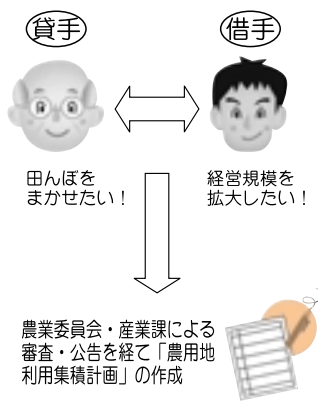 貸手
借手
田んぼを
まかせたい！
経営規模を
拡大したい！
農業委員会・産業課による
審査・公告を経て「農用地
利用集積計画」の作成